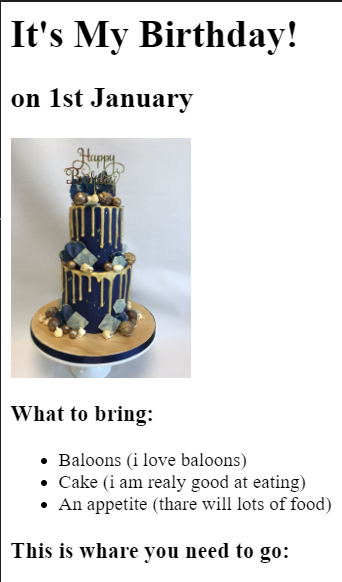 It's My Birthday!
on 1st January
Happy
Birthday
What to bring:
Baloons (i love baloons)
Cake (i am realy good at eating)
An appetite (thare will lots of food)
This is whare you need to go: